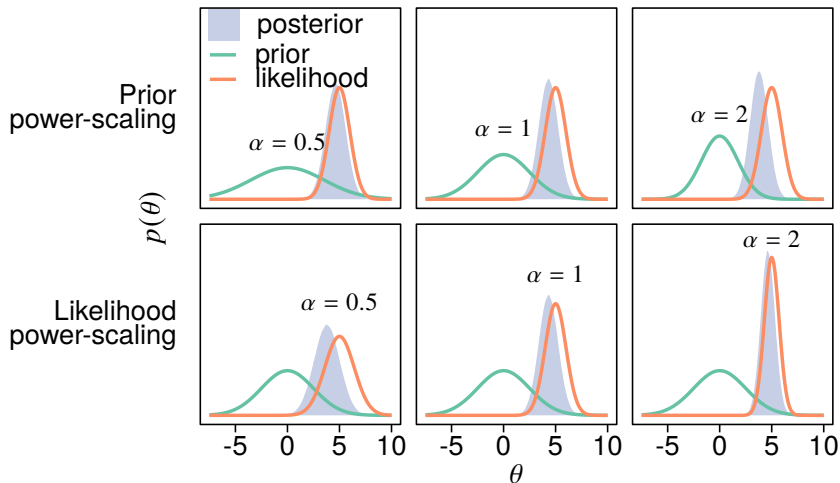 posterior
prior
likelihood
Prior
power-scaling
α = 0.5
α = 1
α = 2
p(θ)
Likelihood
power-scaling
α = 0.5
α = 1
α = 2
-5 0 5 10
-5 0 5 10
-5 0 5 10
θ